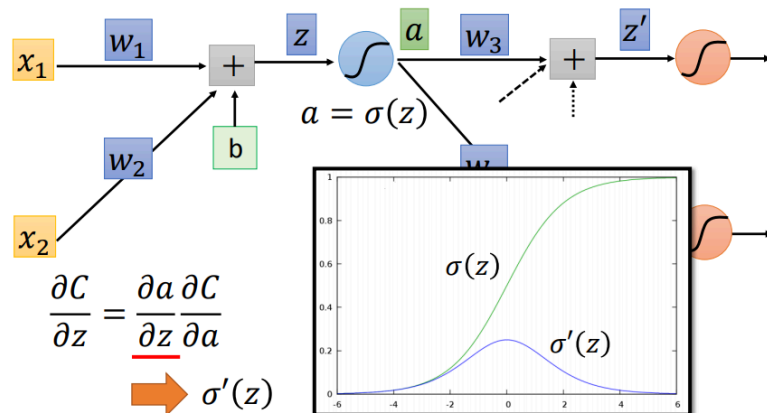 x₁
w₁
+
z
a
w₃
+
z′
a = σ(z)
w₂
b
x₂
w
∂C/∂z = ∂a/∂z ∂C/∂a
σ′(z)
σ(z)
σ′(z)
1
0.8
0.6
0.4
0.2
0
-6 -4 -2 0 2 4 6